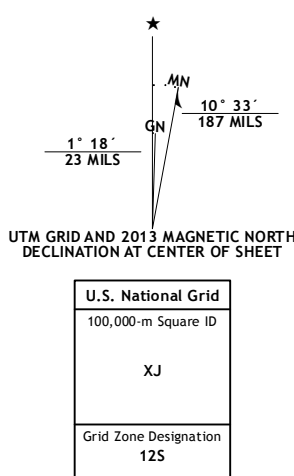 ★
MN
GN
10° 33´
187 MILS
1° 18´
23 MILS
UTM GRID AND 2013 MAGNETIC NORTH
DECLINATION AT CENTER OF SHEET
U.S. National Grid
100,000-m Square ID
XJ
Grid Zone Designation
12S